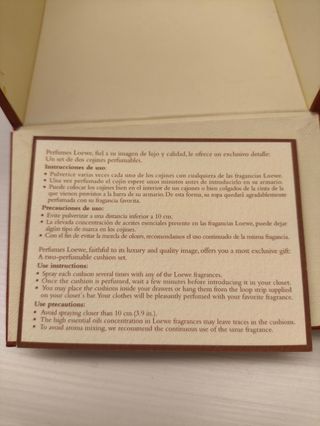 Perfumes Loewe, fiel a su imagen de lujo y calidad, le ofrece un exclusivo detalle:
Un set de dos cojines perfumables.
Instrucciones de uso:
• Pulverice varias veces cada uno de los cojines con cualquiera de las fragancias Loewe.
• Una vez perfumado el cojín espere unos minutos antes de introducirlo en su armario.
• Puede colocar los cojines bien en el interior de sus cajones o bien colgados de la cinta de la
que vienen provistos a la barra de su armario. De esta forma, su ropa quedará agradablemente
perfumada con su fragancia favorita.
Precauciones de uso:
• Evite pulverizar a una distancia inferior a 10 cm.
• La elevada concentración de aceites esenciales presente en las fragancias Loewe, puede dejar
algún tipo de marca en los cojines.
• Con el fin de evitar la mezcla de olores, recomendamos el uso continuado de la misma fragancia.
Perfumes Loewe, faithful to its luxury and quality image, offers you a most exclusive gift:
A two-perfumable cushion set.
Use instructions:
• Spray each cushion several times with any of the Loewe fragrances.
• Once the cushion is perfumed, wait a few minutes before introducing it in your closet.
• You may place the cushions inside your drawers or hang them from the loop strip supplied
on your closet's bar. Your clothes will be pleasantly perfumed with your favorite fragrance.
Use precautions:
• Avoid spraying closer than 10 cm. (3.9 in.).
• The high essential oils concentration in Loewe fragrances may leave traces in the cushions.
• To avoid aroma mixing, we recommend the continuous use of the same fragrance.